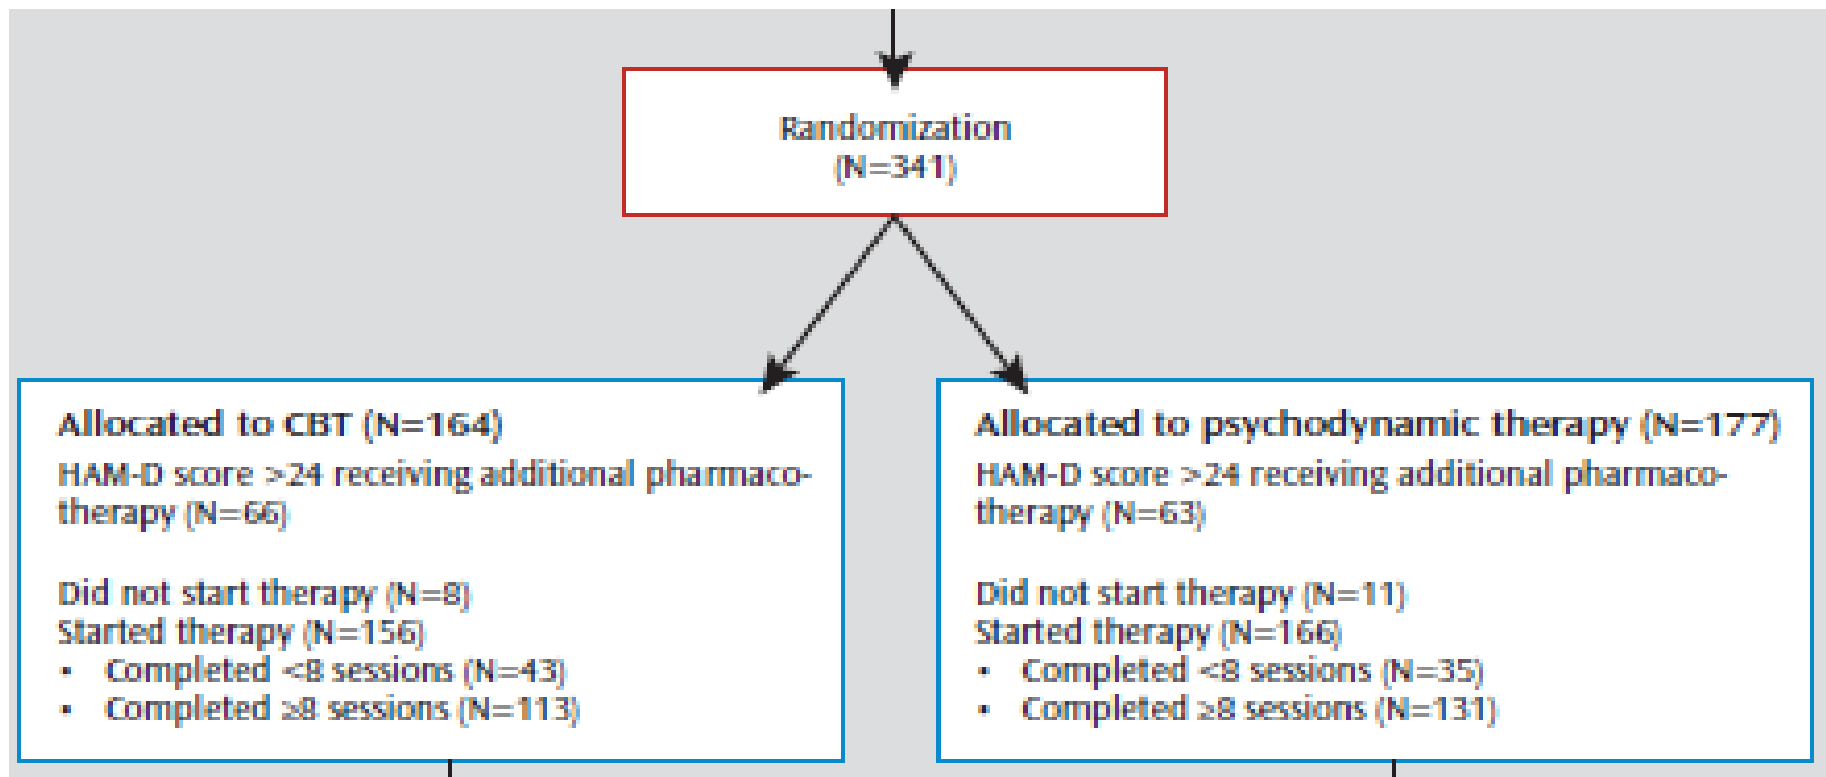 Randomization
(N=341)
Allocated to CBT (N=164)
HAM-D score >24 receiving additional pharmaco-
therapy (N=66)
Did not start therapy (N=8)
Started therapy (N=156)
• Completed <8 sessions (N=43)
• Completed ≥8 sessions (N=113)
Allocated to psychodynamic therapy (N=177)
HAM-D score >24 receiving additional pharmaco-
therapy (N=63)
Did not start therapy (N=11)
Started therapy (N=166)
• Completed <8 sessions (N=35)
• Completed ≥8 sessions (N=131)